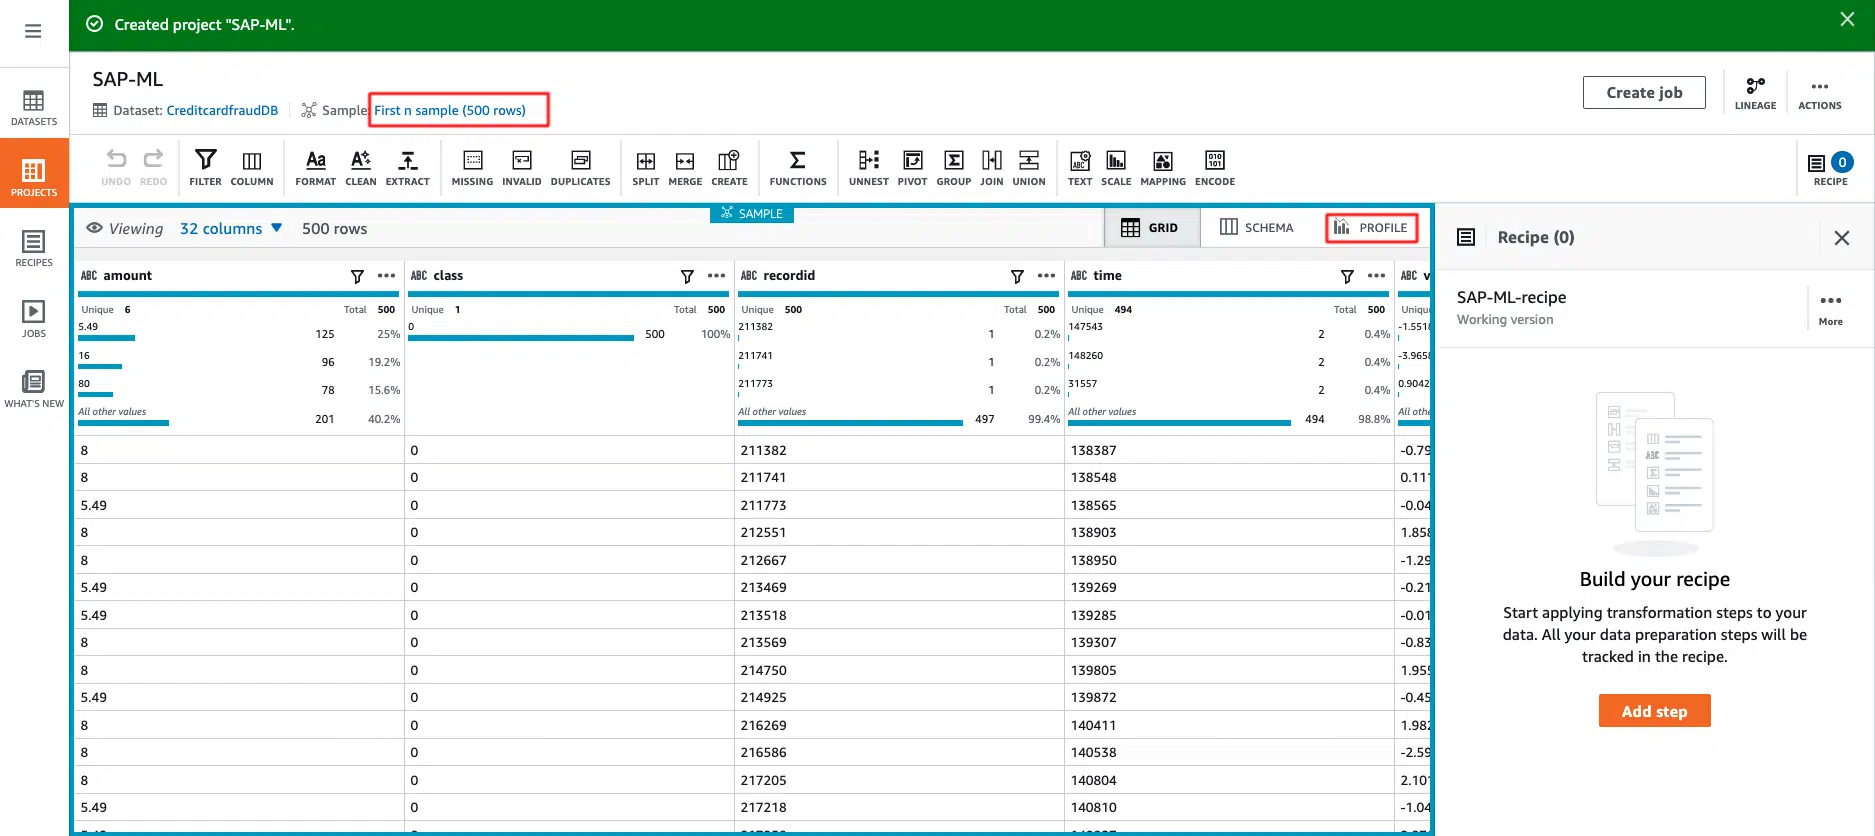 Created project "SAP-ML".
SAP-ML
Dataset: CreditcardfraudDB
Sample: First n sample (500 rows)
Create job
LINEAGE
ACTIONS
DATASETS
PROJECTS
RECIPES
JOBS
WHAT'S NEW
UNDO REDO FILTER COLUMN FORMAT CLEAN EXTRACT MISSING INVALID DUPLICATES SPLIT MERGE CREATE FUNCTIONS UNNEST PIVOT GROUP JOIN UNION TEXT SCALE MAPPING ENCODE
0
RECIPE
SAMPLE
Viewing 32 columns 500 rows
GRID SCHEMA PROFILE
ABC amount ABC class ABC recordid ABC time ABC v
Unique 6 Total 500 Unique 1 Total 500 Unique 500 Total 500 Unique 494 Total 500
5.49 125 25% 0 500 100% 211382 1 0.2% 147543 2 0.4%
16 96 19.2% 211741 1 0.2% 148260 2 0.4%
80 78 15.6% 211773 1 0.2% 31557 2 0.4% 0.9042
All other values 201 40.2% All other values 497 99.4% All other values 494 98.8%
8 0 211382 138387 -0.79
8 0 211741 138548
5.49 0 211773 138565 -0.04
8 0 212551 138903 1.858
8 0 212667 138950 -1.29
5.49 0 213469 139269 -0.21
5.49 0 213518 139285 -0.01
8 0 213569 139307 -0.83
8 0 214750 139805 1.955
5.49 0 214925 139872 -0.45
8 0 216269 140411 1.982
8 0 216586 140538 -2.59
8 0 217205 140804 2.101
5.49 0 217218 140810 -1.04
Recipe (0)
SAP-ML-recipe
Working version
More
ABC
Build your recipe
Start applying transformation steps to your
data. All your data preparation steps will be
tracked in the recipe.
Add step